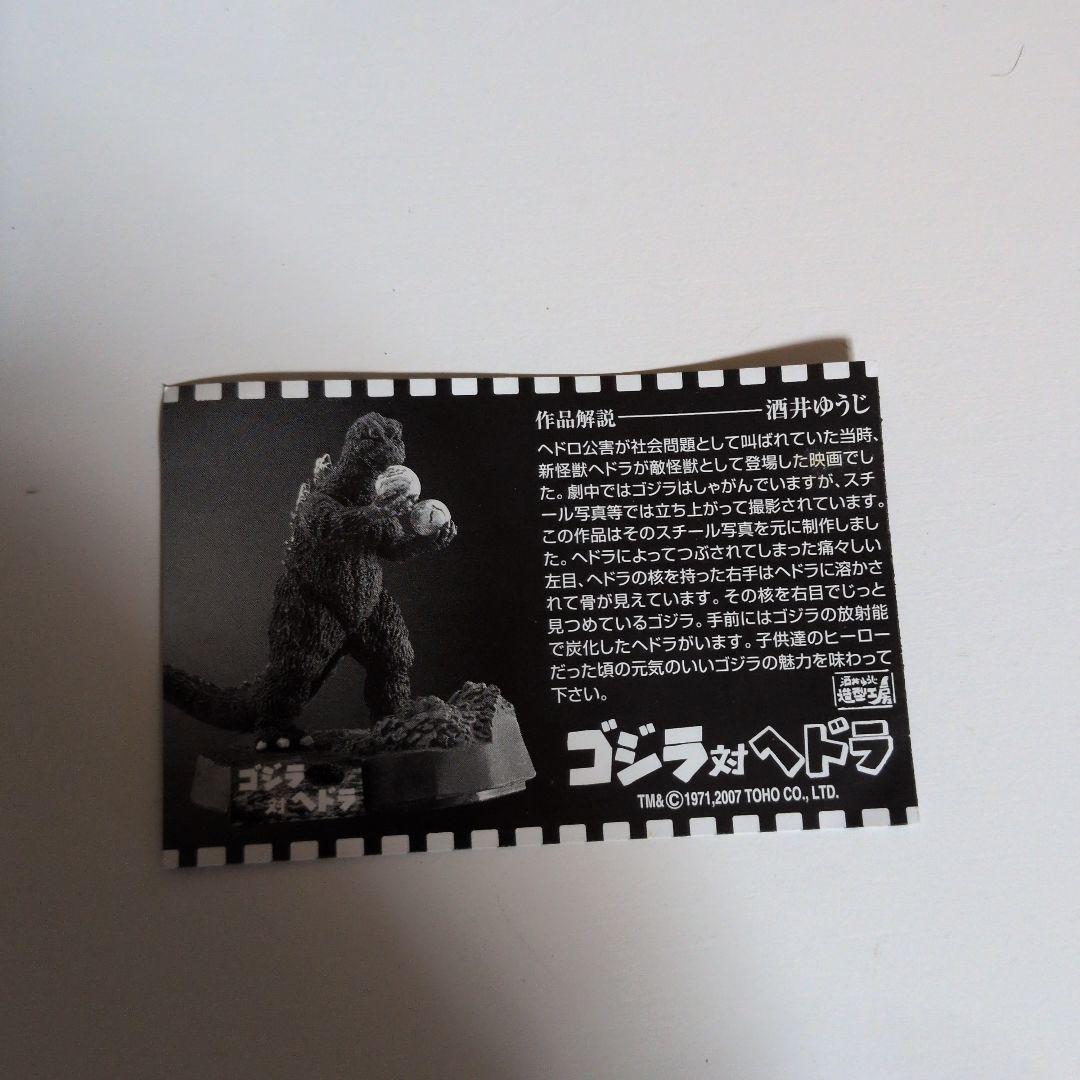 作品解説――――酒井ゆうじ
ヘドロ公害が社会問題として叫ばれていた当時、
新怪獣ヘドラが敵怪獣として登場した映画でし
た。劇中ではゴジラはしゃがんでいますが、スチ
ール写真等では立ち上がって撮影されています。
この作品はそのスチール写真を元に制作しまし
た。ヘドラによってつぶされてしまった痛々しい
左目、ヘドラの核を持った右手はヘドラに溶かさ
れて骨が見えています。その核を右目でじっと
見つめているゴジラ。手前にはゴジラの放射能
で炭化したヘドラがいます。子供達のヒーロー
だった頃の元気のいいゴジラの魅力を味わって
下さい。
酒井ゆうじ
造型工房
ゴジラ対ヘドラ
TM&©1971,2007 TOHO CO., LTD.
ゴジラ
対ヘドラ